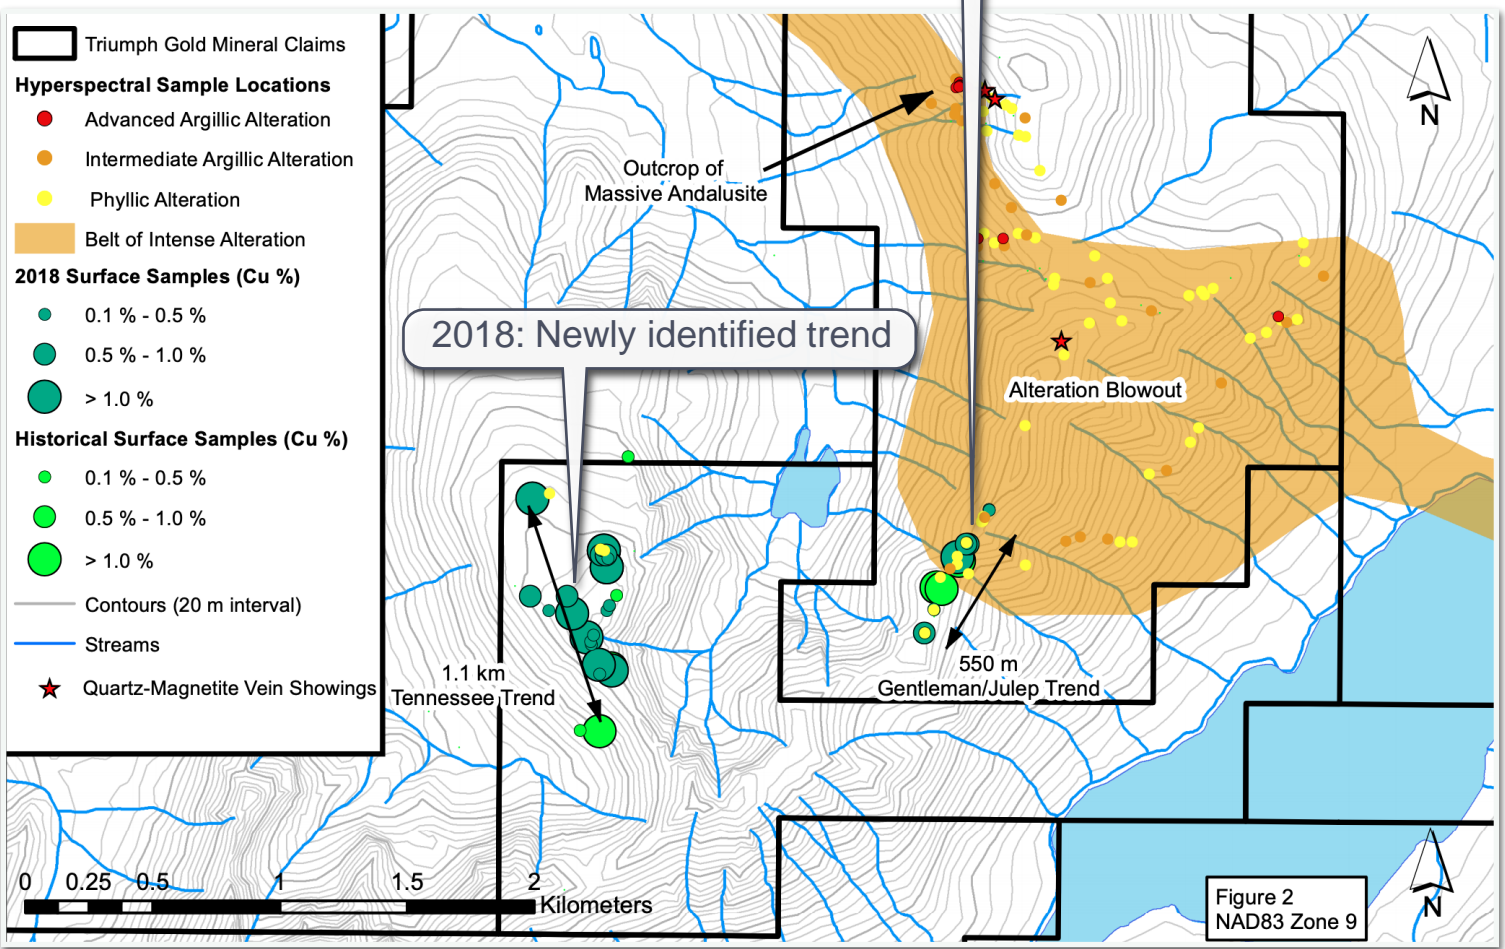 Triumph Gold Mineral Claims
Hyperspectral Sample Locations
Advanced Argillic Alteration
Intermediate Argillic Alteration
Phyllic Alteration
Belt of Intense Alteration
2018 Surface Samples (Cu %)
0.1 % - 0.5 %
0.5 % - 1.0 %
> 1.0 %
Historical Surface Samples (Cu %)
0.1 % - 0.5 %
0.5 % - 1.0 %
> 1.0 %
Contours (20 m interval)
Streams
Quartz-Magnetite Vein Showings
N
Outcrop of
Massive Andalusite
2018: Newly identified trend
Alteration Blowout
1.1 km
Tennessee Trend
550 m
Gentleman/Julep Trend
0 0.25 0.5 1 1.5 2
Kilometers
Figure 2
NAD83 Zone 9
N